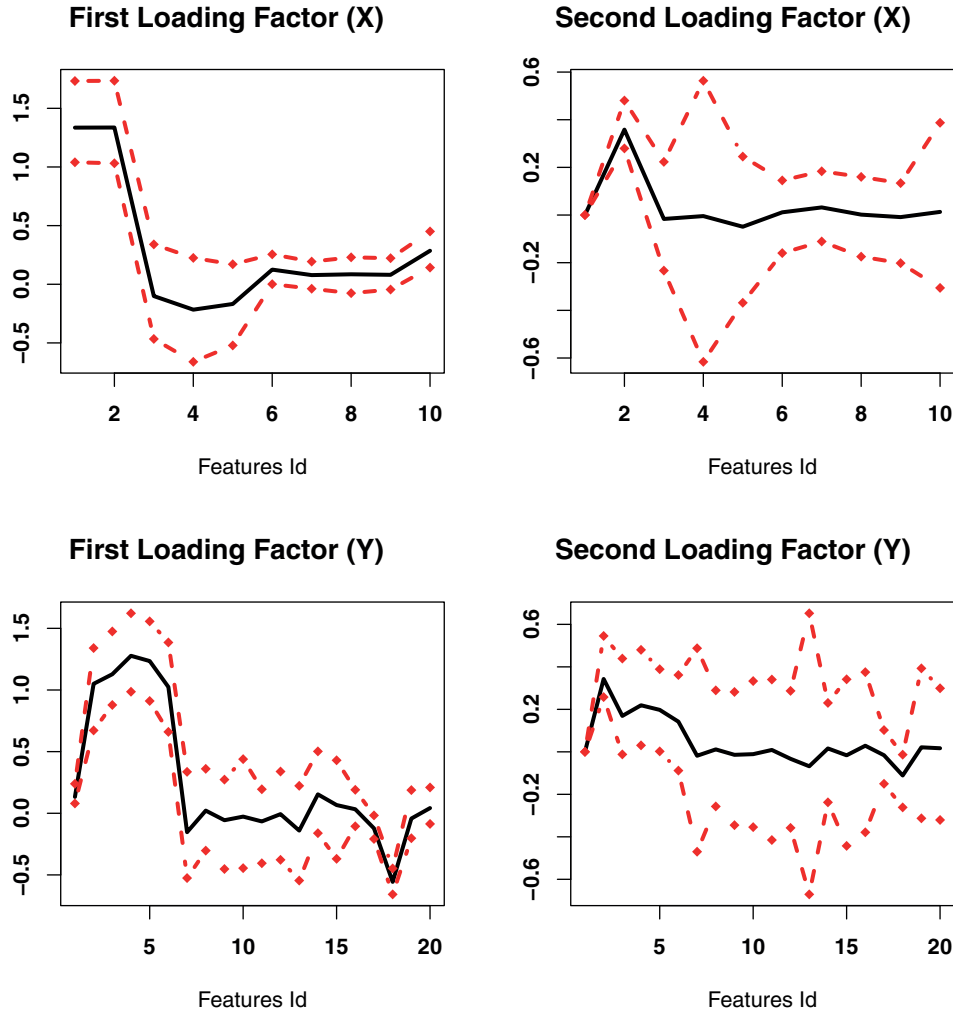 First Loading Factor (X)
1.5
1.0
0.5
0.0
−0.5
2 4 6 8 10
Features Id
Second Loading Factor (X)
0.6
0.2
−0.2
−0.6
2 4 6 8 10
Features Id
First Loading Factor (Y)
1.5
1.0
0.5
0.0
−0.5
5 10 15 20
Features Id
Second Loading Factor (Y)
0.6
0.2
−0.2
−0.6
5 10 15 20
Features Id